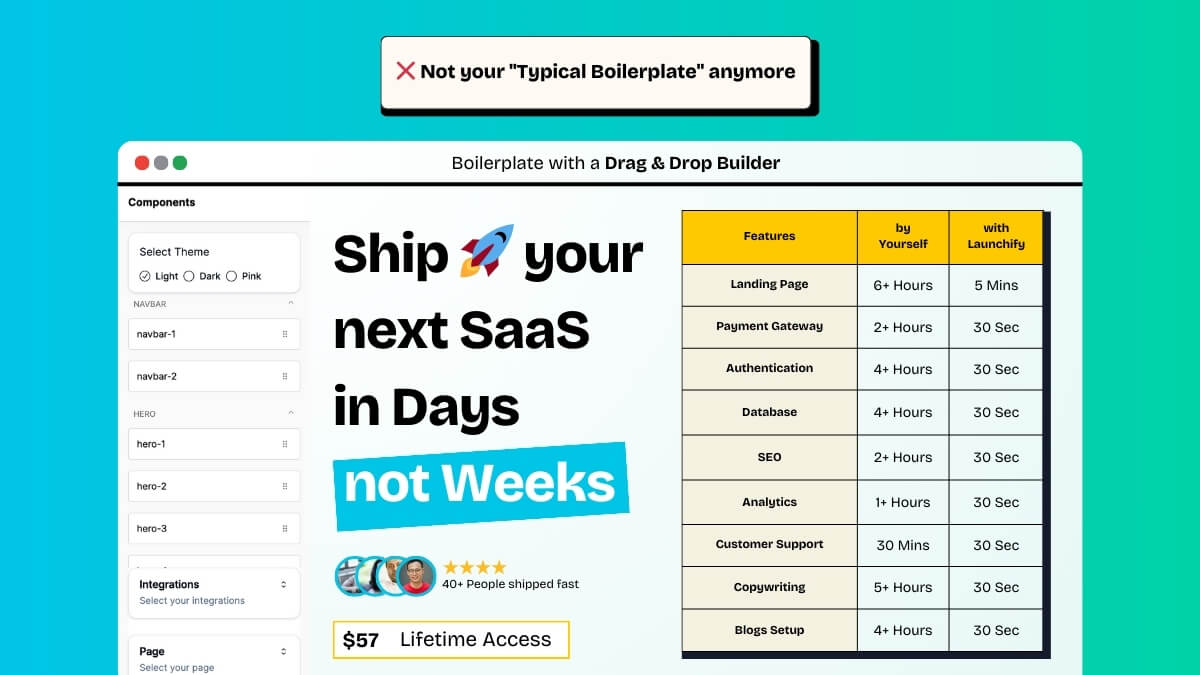 ❌ Not your "Typical Boilerplate" anymore
Boilerplate with a Drag & Drop Builder
Components
Select Theme
Light Dark Pink
NAVBAR
navbar-1
navbar-2
HERO
hero-1
hero-2
hero-3
Integrations
Select your integrations
Page
Select your page
Ship 🚀 your
next SaaS
in Days
not Weeks
40+ People shipped fast
$57 Lifetime Access
Features by Yourself with Launchify
Landing Page 6+ Hours 5 Mins
Payment Gateway 2+ Hours 30 Sec
Authentication 4+ Hours 30 Sec
Database 4+ Hours 30 Sec
SEO 2+ Hours 30 Sec
Analytics 1+ Hours 30 Sec
Customer Support 30 Mins 30 Sec
Copywriting 5+ Hours 30 Sec
Blogs Setup 4+ Hours 30 Sec